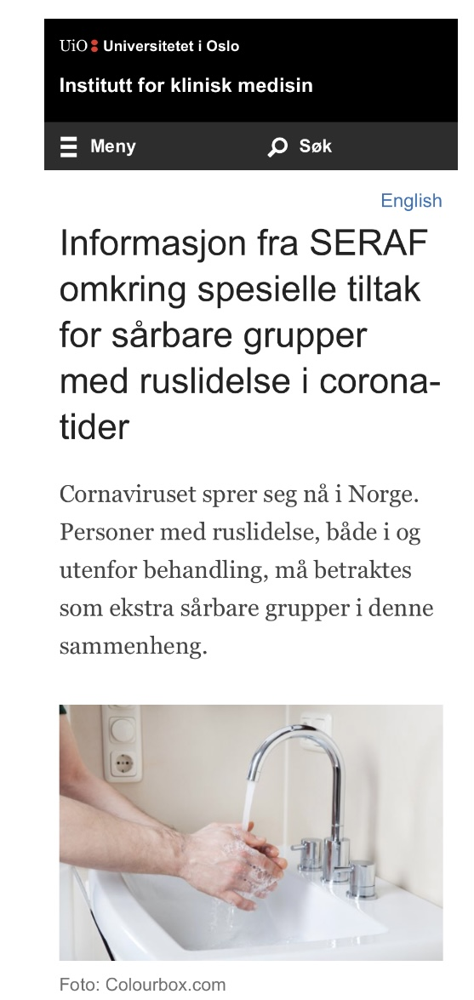 UiO Universitetet i Oslo
Institutt for klinisk medisin
Meny
Søk
English
Informasjon fra SERAF
omkring spesielle tiltak
for sårbare grupper
med ruslidelse i corona-
tider
Cornaviruset sprer seg nå i Norge.
Personer med ruslidelse, både i og
utenfor behandling, må betraktes
som ekstra sårbare grupper i denne
sammenheng.
Foto: Colourbox.com